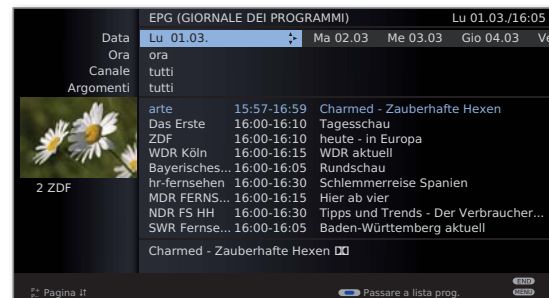 EPG (GIORNALE DEI PROGRAMMI) Lu 01.03./16:05
Data Lu 01.03. Ma 02.03 Me 03.03 Gio 04.03 Ve
Ora ora
Canale tutti
Argomenti tutti
arte 15:57-16:59 Charmed - Zauberhafte Hexen
Das Erste 16:00-16:10 Tagesschau
ZDF 16:00-16:10 heute - in Europa
WDR Köln 16:00-16:15 WDR aktuell
Bayerisches... 16:00-16:05 Rundschau
hr-fernsehen 16:00-16:30 Schlemmerreise Spanien
MDR FERNS... 16:00-16:15 Hier ab vier
NDR FS HH 16:00-16:30 Tipps und Trends - Der Verbraucher...
SWR Fernse... 16:00-16:05 Baden-Württemberg aktuell
2 ZDF
Charmed - Zauberhafte Hexen
END
P+ P- Pagina Passare a lista prog. MENU